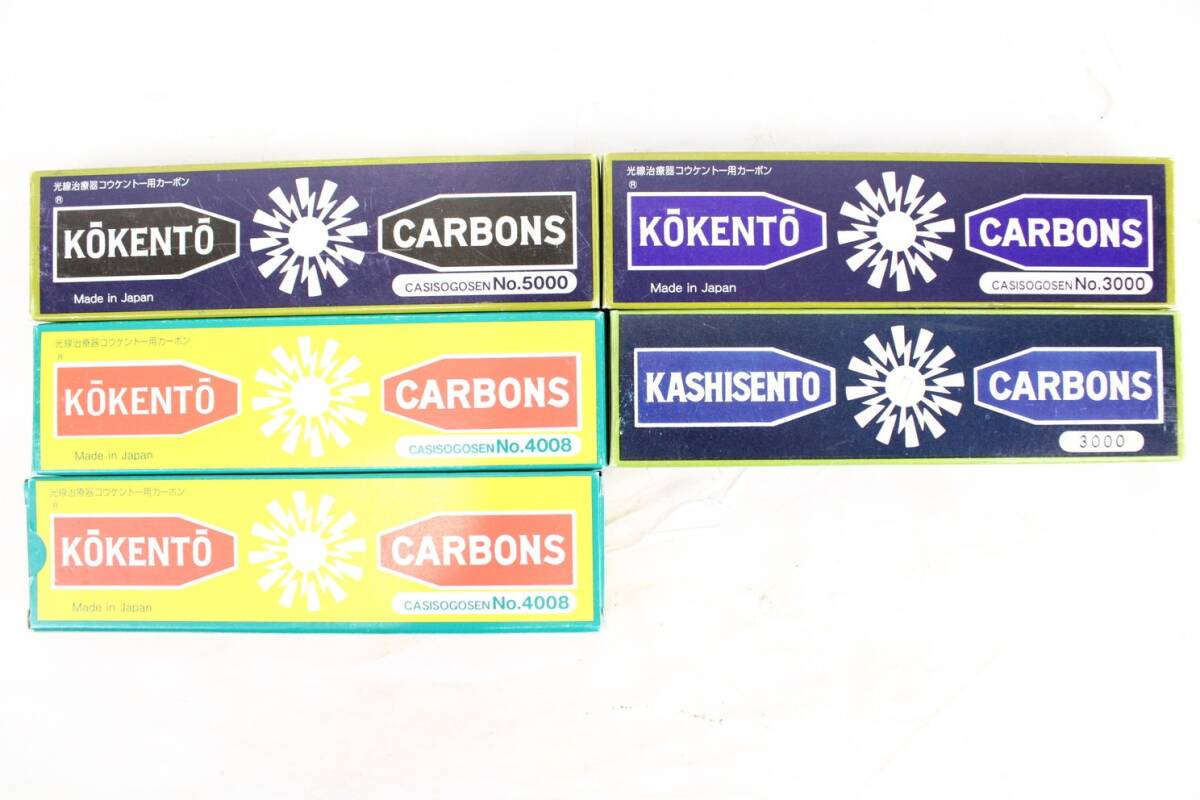 光線治療器コウケントー用カーボン
®
KŌKENTŌ CARBONS
CASISOGOSEN No.5000
Made in Japan
光線治療器コウケントー用カーボン
®
KŌKENTŌ CARBONS
CASISOGOSEN No.3000
Made in Japan
光線治療器コウケントー用カーボン
®
KŌKENTŌ CARBONS
CASISOGOSEN No.4008
Made in Japan
KASHISENTO CARBONS
3000
光線治療器コウケントー用カーボン
®
KŌKENTŌ CARBONS
CASISOGOSEN No.4008
Made in Japan